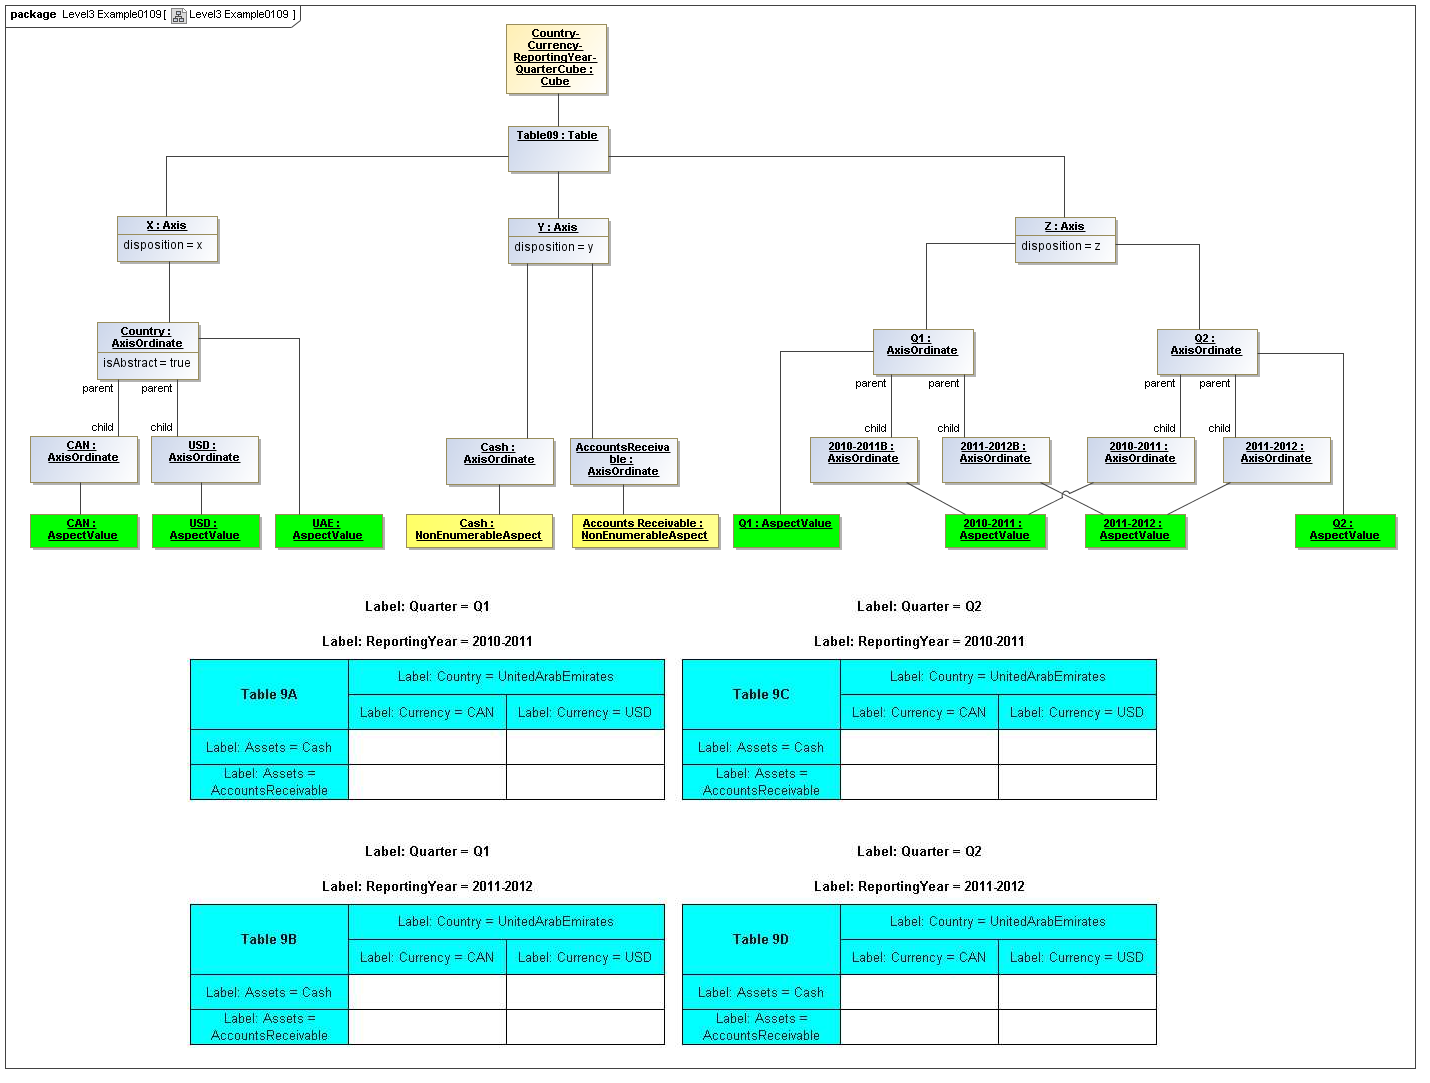 package Level3 Example0109[ Level3 Example0109 ]
Country-
Currency-
ReportingYear-
QuarterCube :
Cube
Table09 : Table
X : Axis
disposition = x
Y : Axis
disposition = y
Z : Axis
disposition = z
Country :
AxisOrdinate
isAbstract = true
parent
parent
child
child
Q1 :
AxisOrdinate
Q2 :
AxisOrdinate
parent
parent
parent
parent
child
child
child
child
CAN :
AxisOrdinate
USD :
AxisOrdinate
Cash :
AxisOrdinate
AccountsReceiva
ble :
AxisOrdinate
2010-2011B :
AxisOrdinate
2011-2012B :
AxisOrdinate
2010-2011 :
AxisOrdinate
2011-2012 :
AxisOrdinate
CAN :
AspectValue
USD :
AspectValue
UAE :
AspectValue
Cash :
NonEnumerableAspect
Accounts Receivable :
NonEnumerableAspect
Q1 : AspectValue
2010-2011 :
AspectValue
2011-2012 :
AspectValue
Q2 :
AspectValue
Label: Quarter = Q1
Label: ReportingYear = 2010-2011
Table 9A
Label: Country = UnitedArabEmirates
Label: Currency = CAN
Label: Currency = USD
Label: Assets = Cash
Label: Assets =
AccountsReceivable
Label: Quarter = Q2
Label: ReportingYear = 2010-2011
Table 9C
Label: Country = UnitedArabEmirates
Label: Currency = CAN
Label: Currency = USD
Label: Assets = Cash
Label: Assets =
AccountsReceivable
Label: Quarter = Q1
Label: ReportingYear = 2011-2012
Table 9B
Label: Country = UnitedArabEmirates
Label: Currency = CAN
Label: Currency = USD
Label: Assets = Cash
Label: Assets =
AccountsReceivable
Label: Quarter = Q2
Label: ReportingYear = 2011-2012
Table 9D
Label: Country = UnitedArabEmirates
Label: Currency = CAN
Label: Currency = USD
Label: Assets = Cash
Label: Assets =
AccountsReceivable